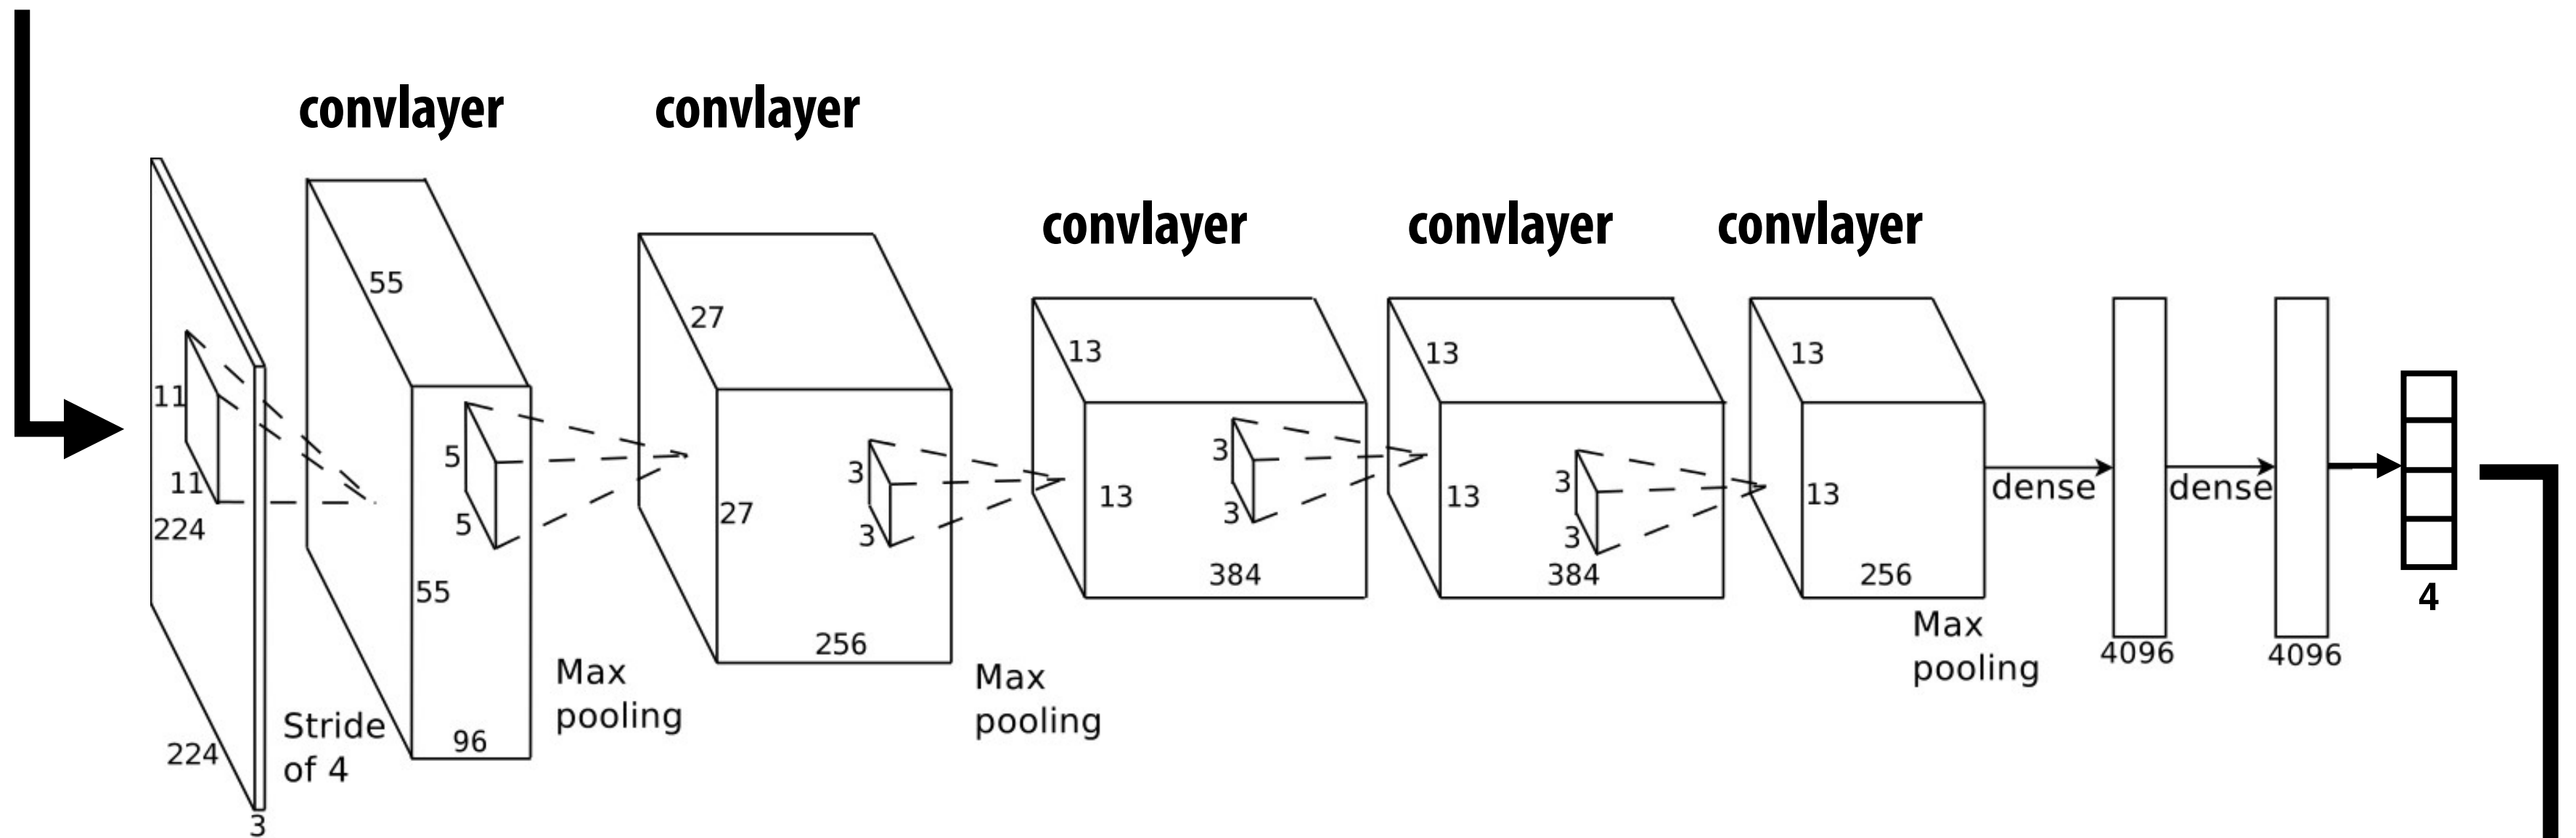 convlayer
convlayer
convlayer
convlayer
convlayer
11
11
224
224
3
Stride
of 4
55
55
96
5
5
Max
pooling
27
27
256
3
3
Max
pooling
13
13
384
3
3
13
13
384
3
3
13
13
256
Max
pooling
dense
4096
dense
4096
4